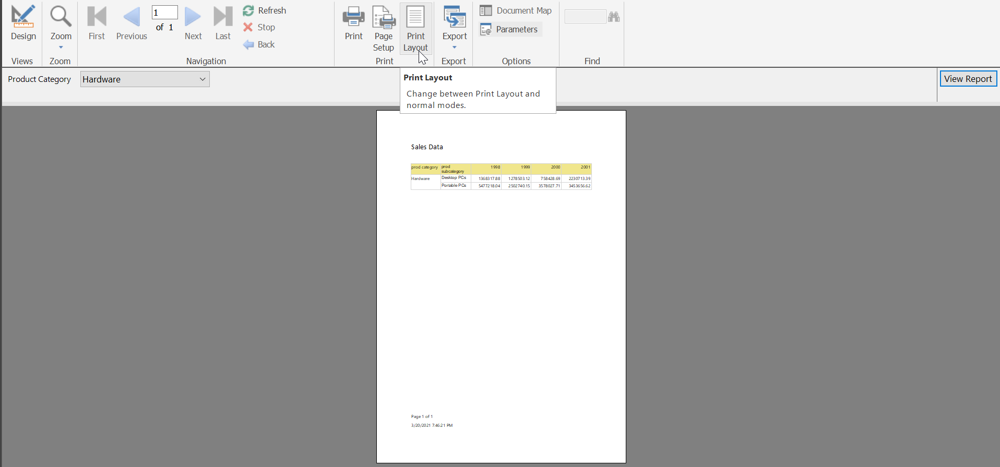 Design
Views
Zoom
Zoom
First
Previous
1
of 1
Next
Last
Refresh
Stop
Back
Navigation
Print
Page
Setup
Print
Layout
Print
Export
Export
Document Map
Parameters
Options
Find
Product Category Hardware
View Report
Print Layout
Change between Print Layout and
normal modes.
Sales Data
prod category prod subcategory 1998 1999 2000 2001
Hardware Desktop PCs 1368317.88 1278503.12 758428.69 2230713.39
Portable PCs 5477218.04 2502740.15 3578027.71 3453656.62
Page 1 of 1
3/20/2021 7:46:21 PM